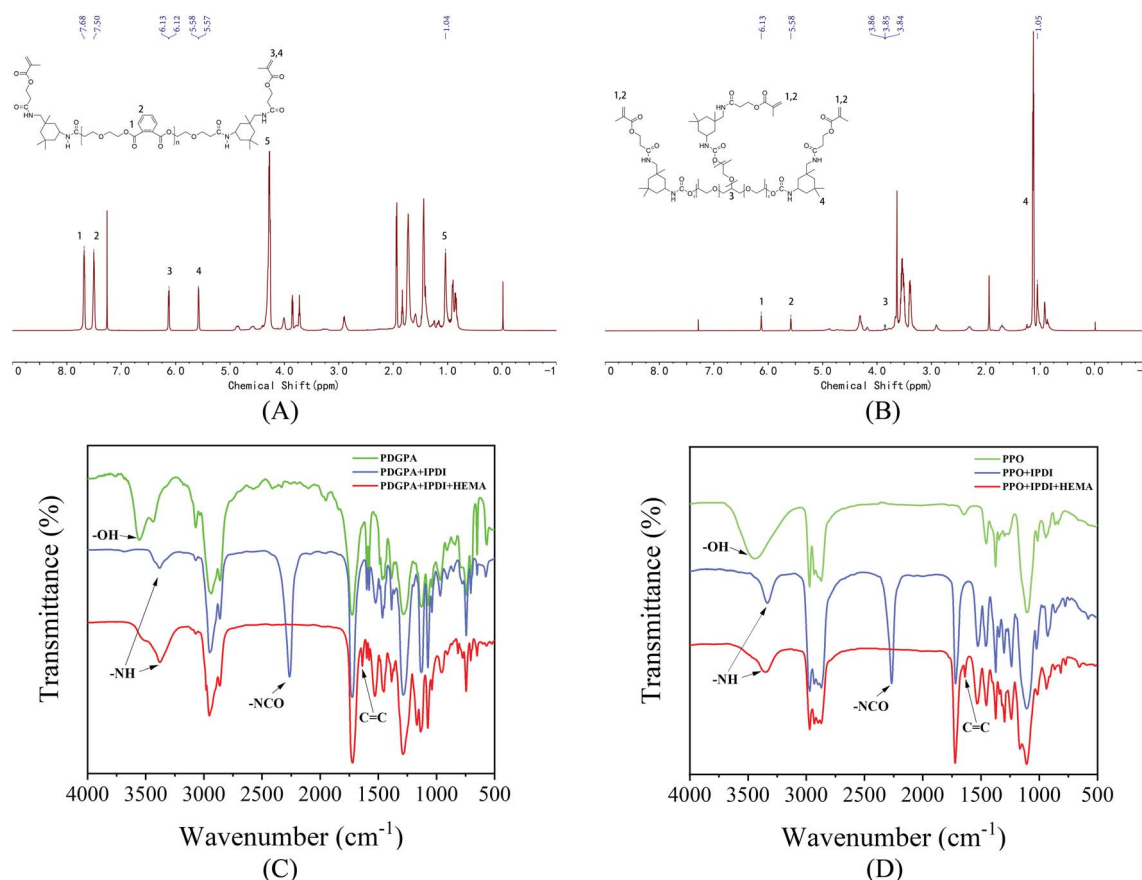 7.68
7.50
6.13
6.12
5.58
5.57
1.04
3,4
2
1
n
5
1
2
3
4
5
8.0 7.0 6.0 5.0 4.0 3.0 2.0 1.0 0.0 -1
Chemical Shift(ppm)
(A)
6.13
5.58
3.86
3.85
3.84
1.05
1,2
1,2
1,2
3
4
4
1
2
3
8.0 7.0 6.0 5.0 4.0 3.0 2.0 1.0 0.0 -1
Chemical Shift(ppm)
(B)
PDGPA
PDGPA+IPDI
PDGPA+IPDI+HEMA
-OH
-NH
-NCO
C=C
Transmittance (%)
4000 3500 3000 2500 2000 1500 1000 500
Wavenumber (cm-1)
(C)
PPO
PPO+IPDI
PPO+IPDI+HEMA
-OH
-NH
-NCO
C=C
Transmittance (%)
4000 3500 3000 2500 2000 1500 1000 500
Wavenumber (cm-1)
(D)